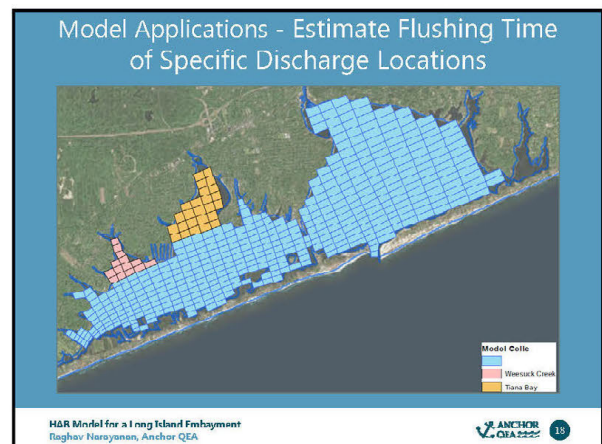 Model Applications - Estimate Flushing Time
of Specific Discharge Locations
Model Cells
Weesuck Creek
Tiana Bay
HAB Model for a Long Island Embayment
Raghav Narayanan, Anchor QEA
ANCHOR
QEA
18